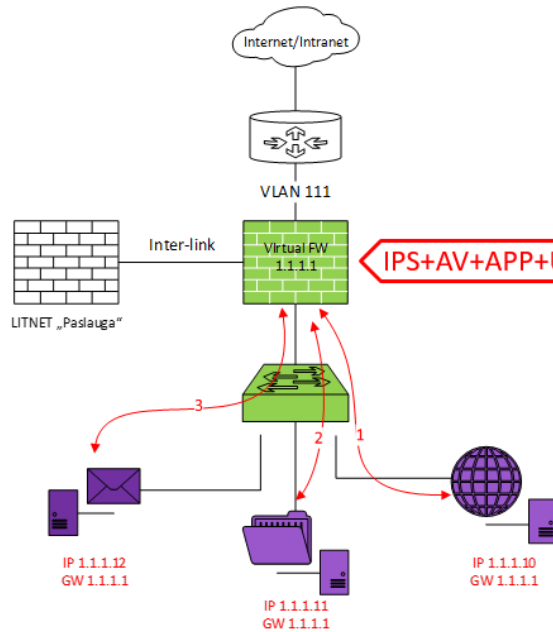 Internet/Intranet
VLAN 111
Inter-link
Virtual FW
1.1.1.1
IPS+AV+APP+
LITNET „Paslauga“
3
2
1
IP 1.1.1.12
GW 1.1.1.1
IP 1.1.1.11
GW 1.1.1.1
IP 1.1.1.10
GW 1.1.1.1